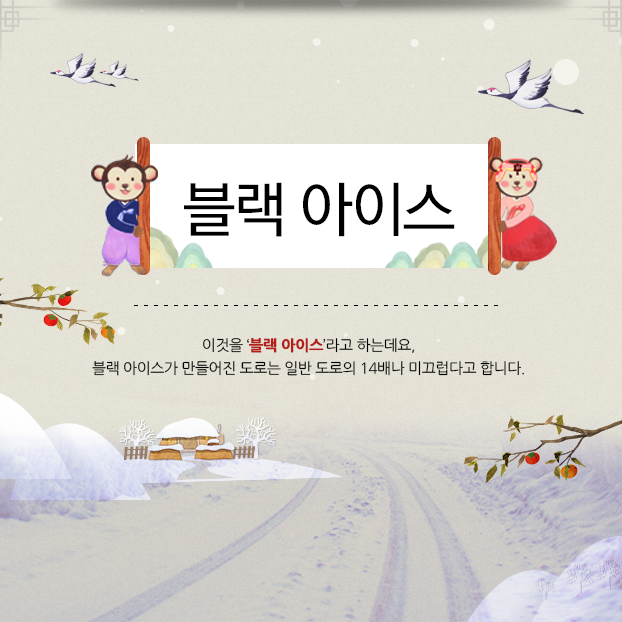 블랙 아이스
이것을 ‘블랙 아이스’라고 하는데요,
블랙 아이스가 만들어진 도로는 일반 도로의 14배나 미끄럽다고 합니다.